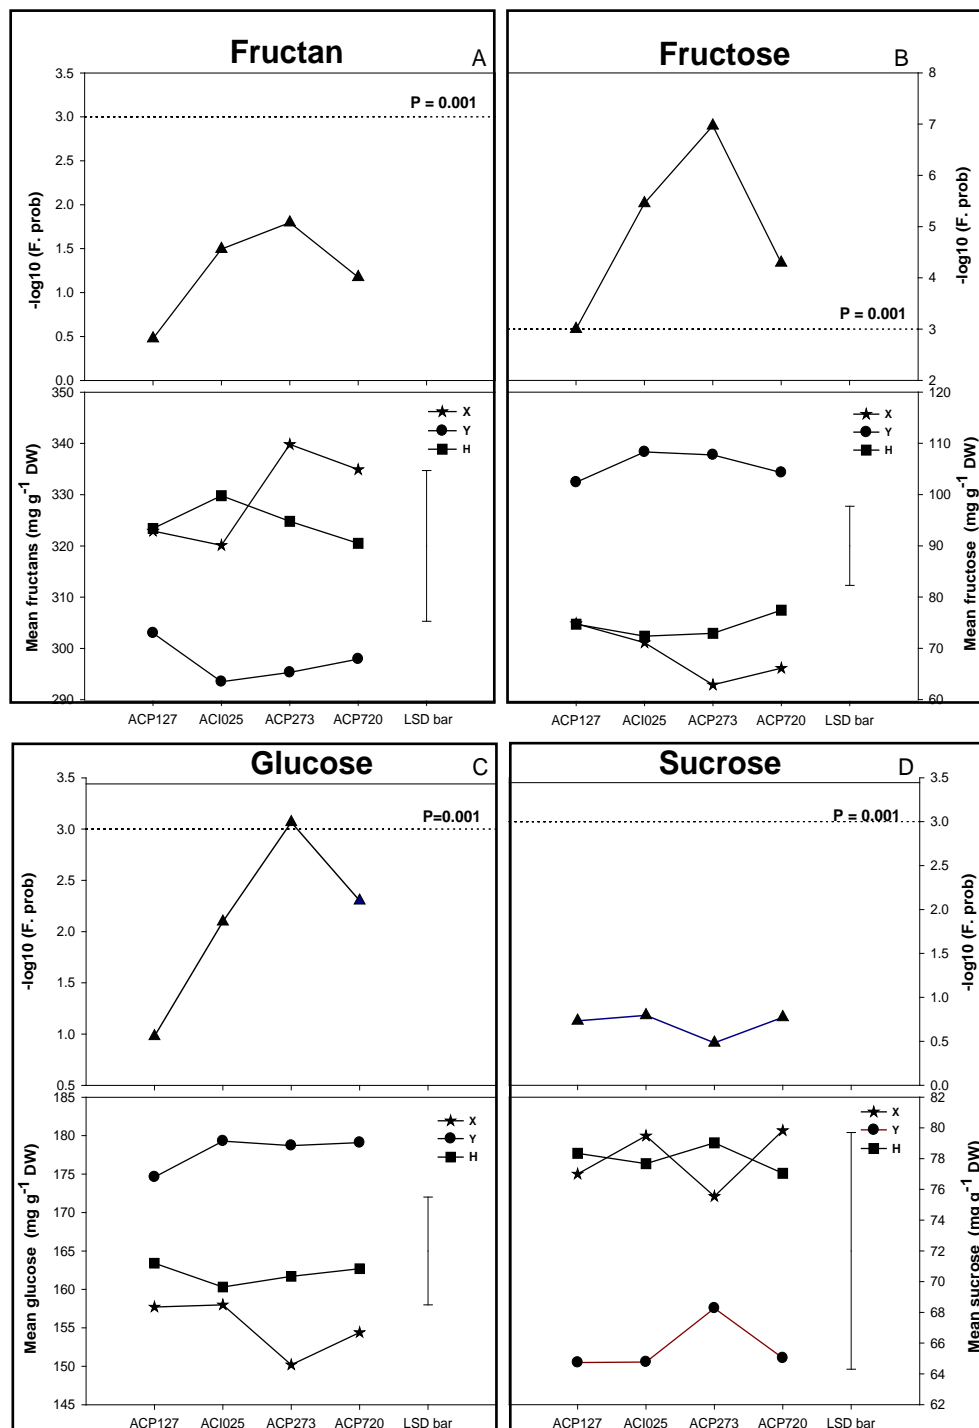 Fructan A
3.5
3.0
2.5
2.0
1.5
1.0
0.5
0.0
-log10 (F. prob)
P = 0.001
350
340
330
320
310
300
290
Mean fructans (mg g-1 DW)
X
Y
H
ACP127 ACI025 ACP273 ACP720 LSD bar
Fructose B
8
7
6
5
4
3
2
-log10 (F. prob)
P = 0.001
120
110
100
90
80
70
60
Mean fructose (mg g-1 DW)
X
Y
H
ACP127 ACI025 ACP273 ACP720 LSD bar
Glucose C
3.5
3.0
2.5
2.0
1.5
1.0
0.5
-log10 (F. prob)
P=0.001
185
180
175
170
165
160
155
150
145
Mean glucose (mg g-1 DW)
X
Y
H
ACP127 ACI025 ACP273 ACP720 LSD bar
Sucrose D
3.5
3.0
2.5
2.0
1.5
1.0
0.5
0.0
-log10 (F. prob)
P = 0.001
82
80
78
76
74
72
70
68
66
64
62
Mean sucrose (mg g-1 DW)
X
Y
H
ACP127 ACI025 ACP273 ACP720 LSD bar